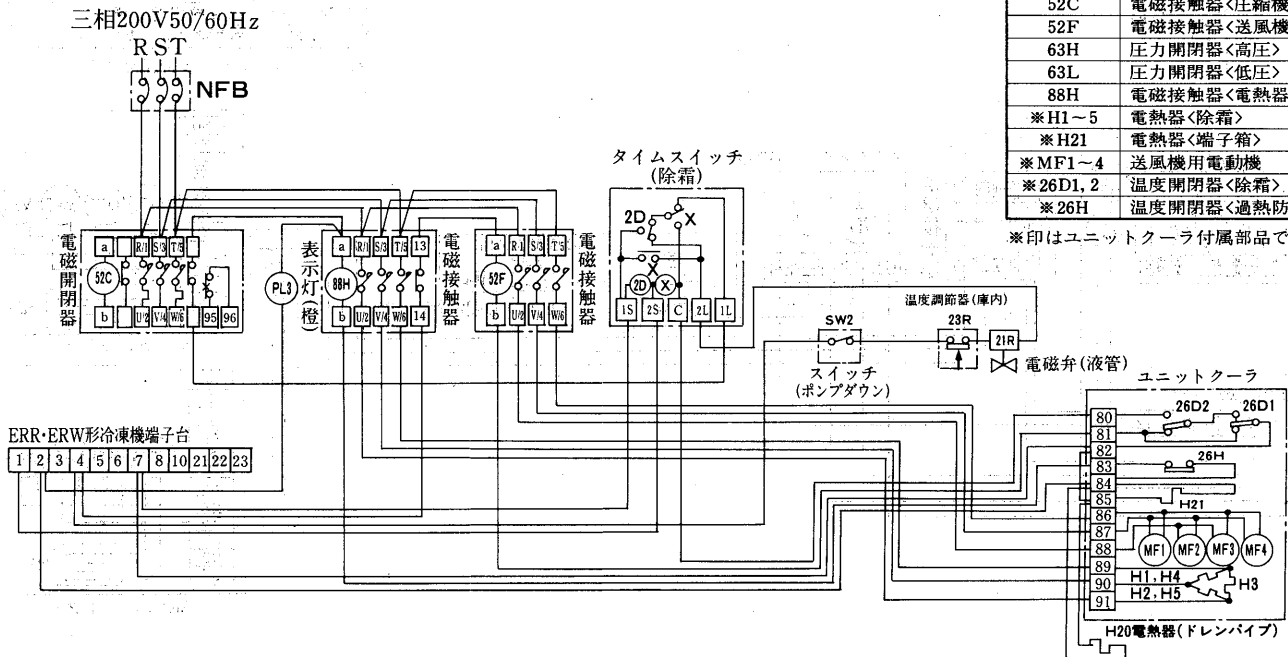 三相200V50/60Hz
R S T
NFB
52C 電磁接触器<圧縮機
52F 電磁接触器<送風機
63H 圧力開閉器<高圧>
63L 圧力開閉器<低圧>
88H 電磁接触器<電熱器
※H1~5 電熱器<除霜>
※H21 電熱器<端子箱>
※MF1~4 送風機用電動機
※26D1, 2 温度開閉器<除霜>
※26H 温度開閉器<過熱防
※印はユニットクーラ付属部品で
電磁開閉器
a R/1 S/3 T/5
52C
b U/2 V/4 W/6 95 96
PL3
表示灯(橙)
a R/1 S/3 T/5 13
88H
b U/2 V/4 W/6 14
電磁接触器
a R/1 S/3 T/5
52F
b U/2 V/4 W/6
電磁接触器
タイムスイッチ
(除霜)
2D X
X
2D X
1S 2S C 2L 1L
SW2
スイッチ
(ポンプダウン)
温度調節器(庫内)
23R
21R
電磁弁(液管)
ERR・ERW形冷凍機端子台
1 2 3 4 5 6 7 8 10 21 22 23
ユニットクーラ
80 26D2 26D1
81
82
83 26H
84
85 H21
86
87
88 MF1 MF2 MF3 MF4
89
90 H1, H4 H3
91 H2, H5
H20電熱器(ドレンパイプ)